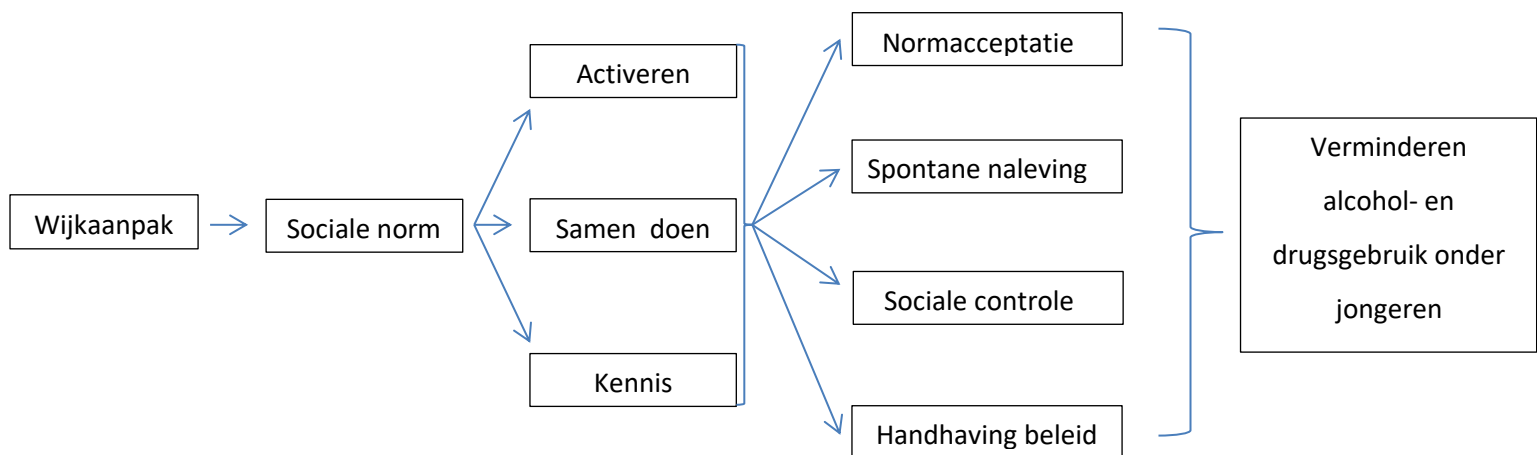 Wijkaanpak
Sociale norm
Activeren
Samen doen
Kennis
Normacceptatie
Spontane naleving
Sociale controle
Handhaving beleid
Verminderen
alcohol- en
drugsgebruik onder
jongeren